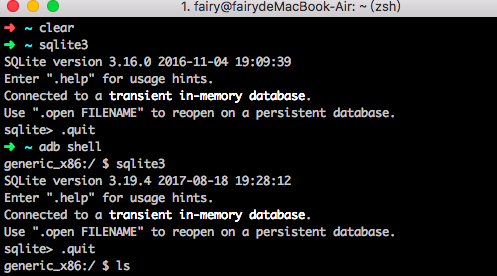 1. fairy@fairydeMacBook-Air: ~ (zsh)
➜ ~ clear
➜ ~ sqlite3
SQLite version 3.16.0 2016-11-04 19:09:39
Enter ".help" for usage hints.
Connected to a transient in-memory database.
Use ".open FILENAME" to reopen on a persistent database.
sqlite> .quit
➜ ~ adb shell
generic_x86:/ $ sqlite3
SQLite version 3.19.4 2017-08-18 19:28:12
Enter ".help" for usage hints.
Connected to a transient in-memory database.
Use ".open FILENAME" to reopen on a persistent database.
sqlite> .quit
generic_x86:/ $ ls